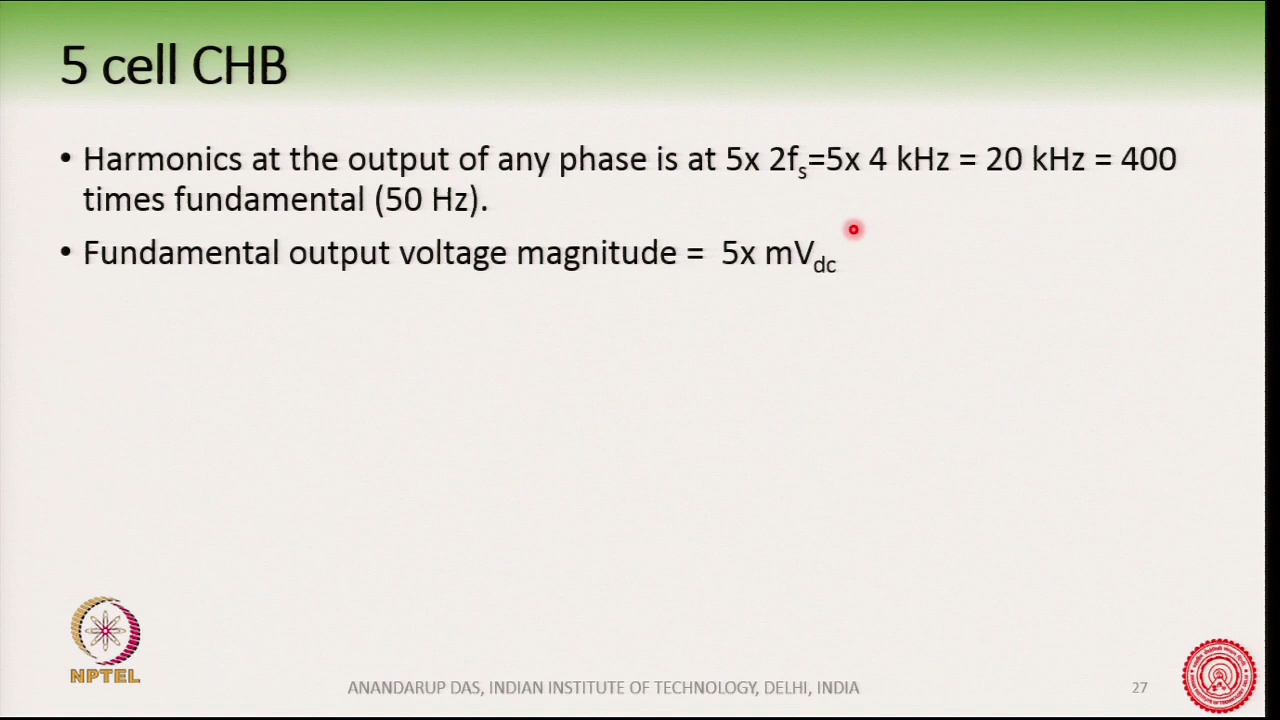 5 cell CHB
• Harmonics at the output of any phase is at 5x 2fs=5x 4 kHz = 20 kHz = 400
times fundamental (50 Hz).
• Fundamental output voltage magnitude = 5x mVdc
NPTEL
ANANDARUP DAS, INDIAN INSTITUTE OF TECHNOLOGY, DELHI, INDIA
27